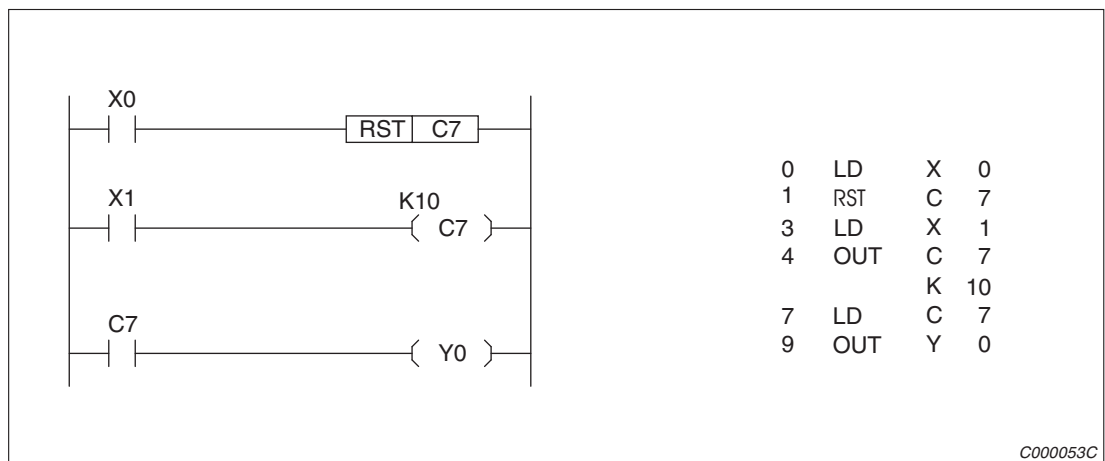 X0
RST C7
X1
K10
C7
C7
Y0
0 LD X 0
1 RST C 7
3 LD X 1
4 OUT C 7
K 10
7 LD C 7
9 OUT Y 0
C000053C